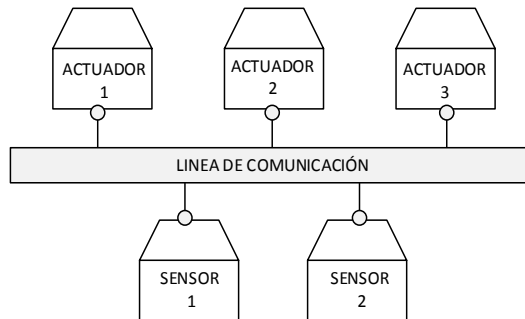 ACTUADOR
1
ACTUADOR
2
ACTUADOR
3
LINEA DE COMUNICACIÓN
SENSOR
1
SENSOR
2